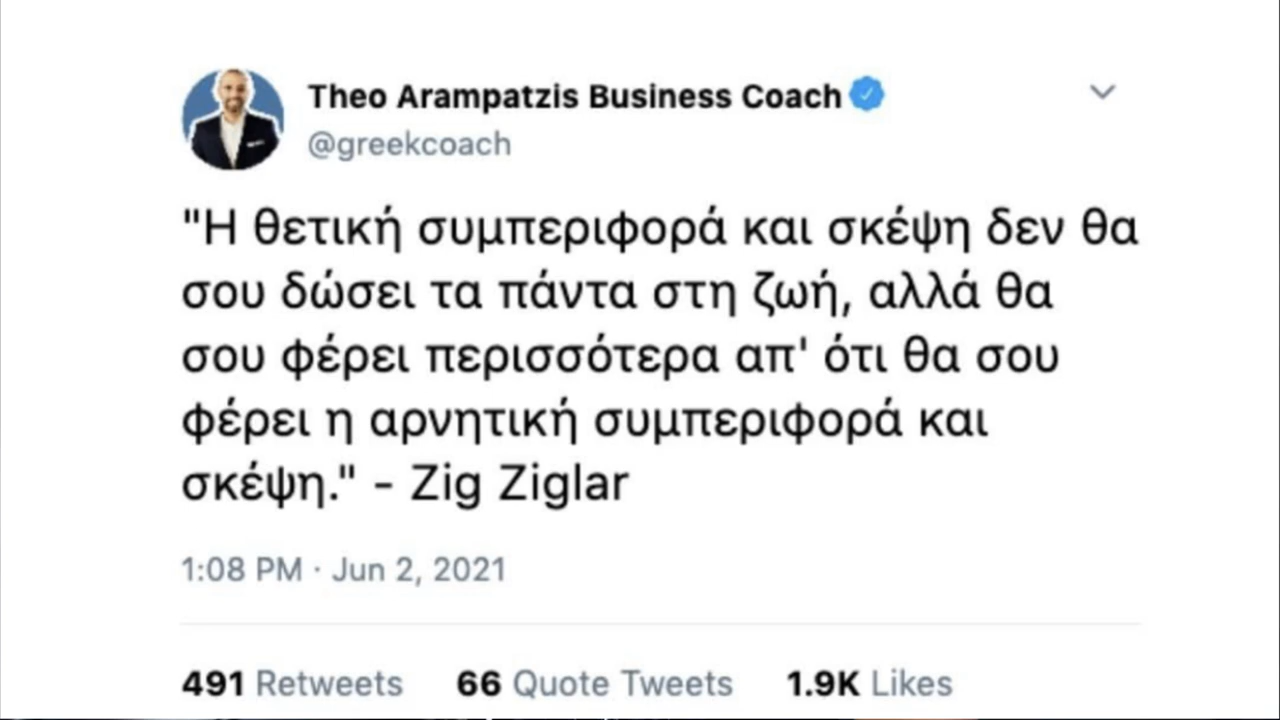 Theo Arampatzis Business Coach
@greekcoach
"Η θετική συμπεριφορά και σκέψη δεν θα
σου δώσει τα πάντα στη ζωή, αλλά θα
σου φέρει περισσότερα απ' ότι θα σου
φέρει η αρνητική συμπεριφορά και
σκέψη." - Zig Ziglar
1:08 PM · Jun 2, 2021
491 Retweets 66 Quote Tweets 1.9K Likes